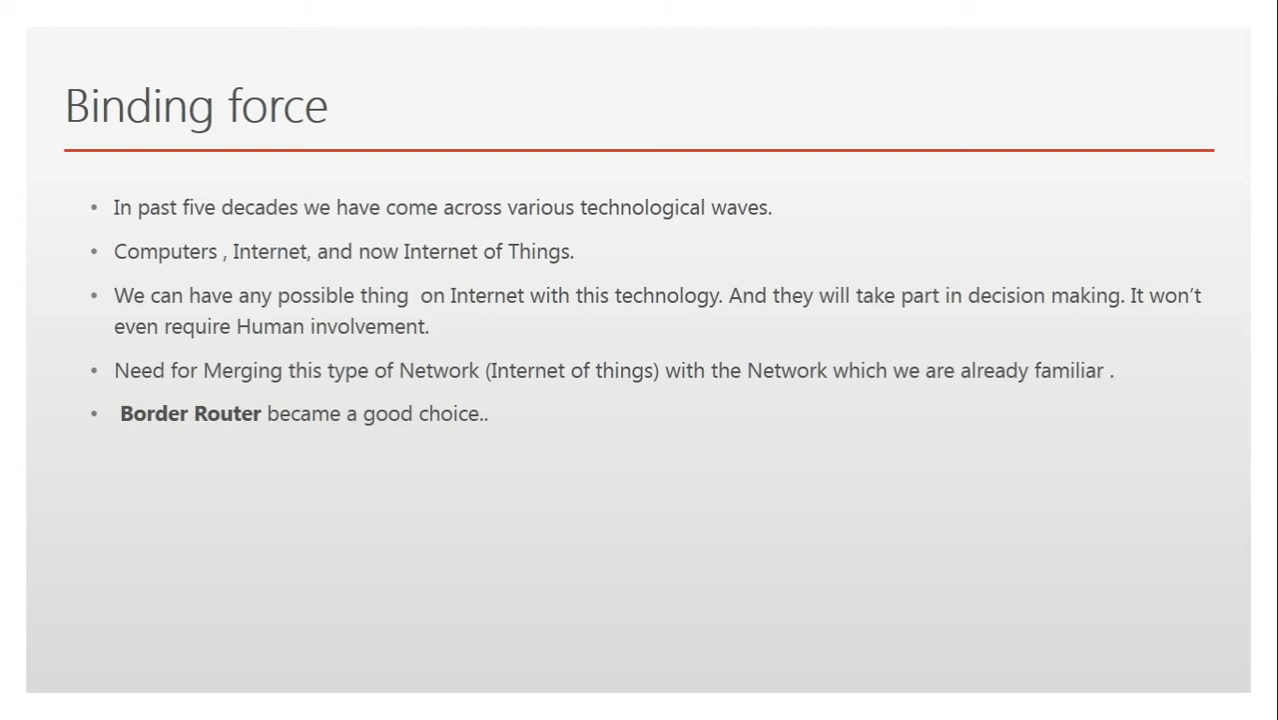 Binding force
• In past five decades we have come across various technological waves.
• Computers , Internet, and now Internet of Things.
• We can have any possible thing  on Internet with this technology. And they will take part in decision making. It won’t
even require Human involvement.
• Need for Merging this type of Network (Internet of things) with the Network which we are already familiar .
• Border Router became a good choice..